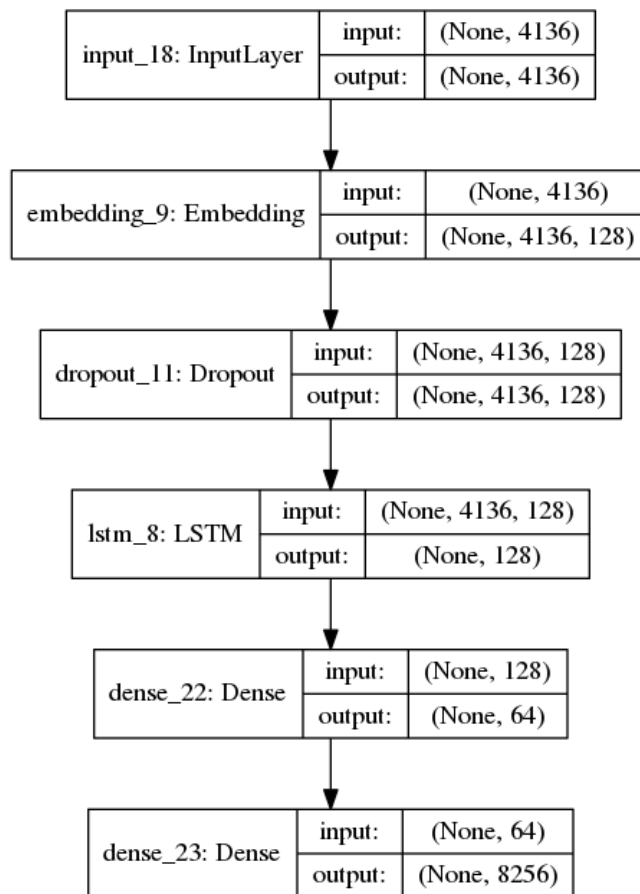 input_18: InputLayer
input: (None, 4136)
output: (None, 4136)
embedding_9: Embedding
input: (None, 4136)
output: (None, 4136, 128)
dropout_11: Dropout
input: (None, 4136, 128)
output: (None, 4136, 128)
lstm_8: LSTM
input: (None, 4136, 128)
output: (None, 128)
dense_22: Dense
input: (None, 128)
output: (None, 64)
dense_23: Dense
input: (None, 64)
output: (None, 8256)